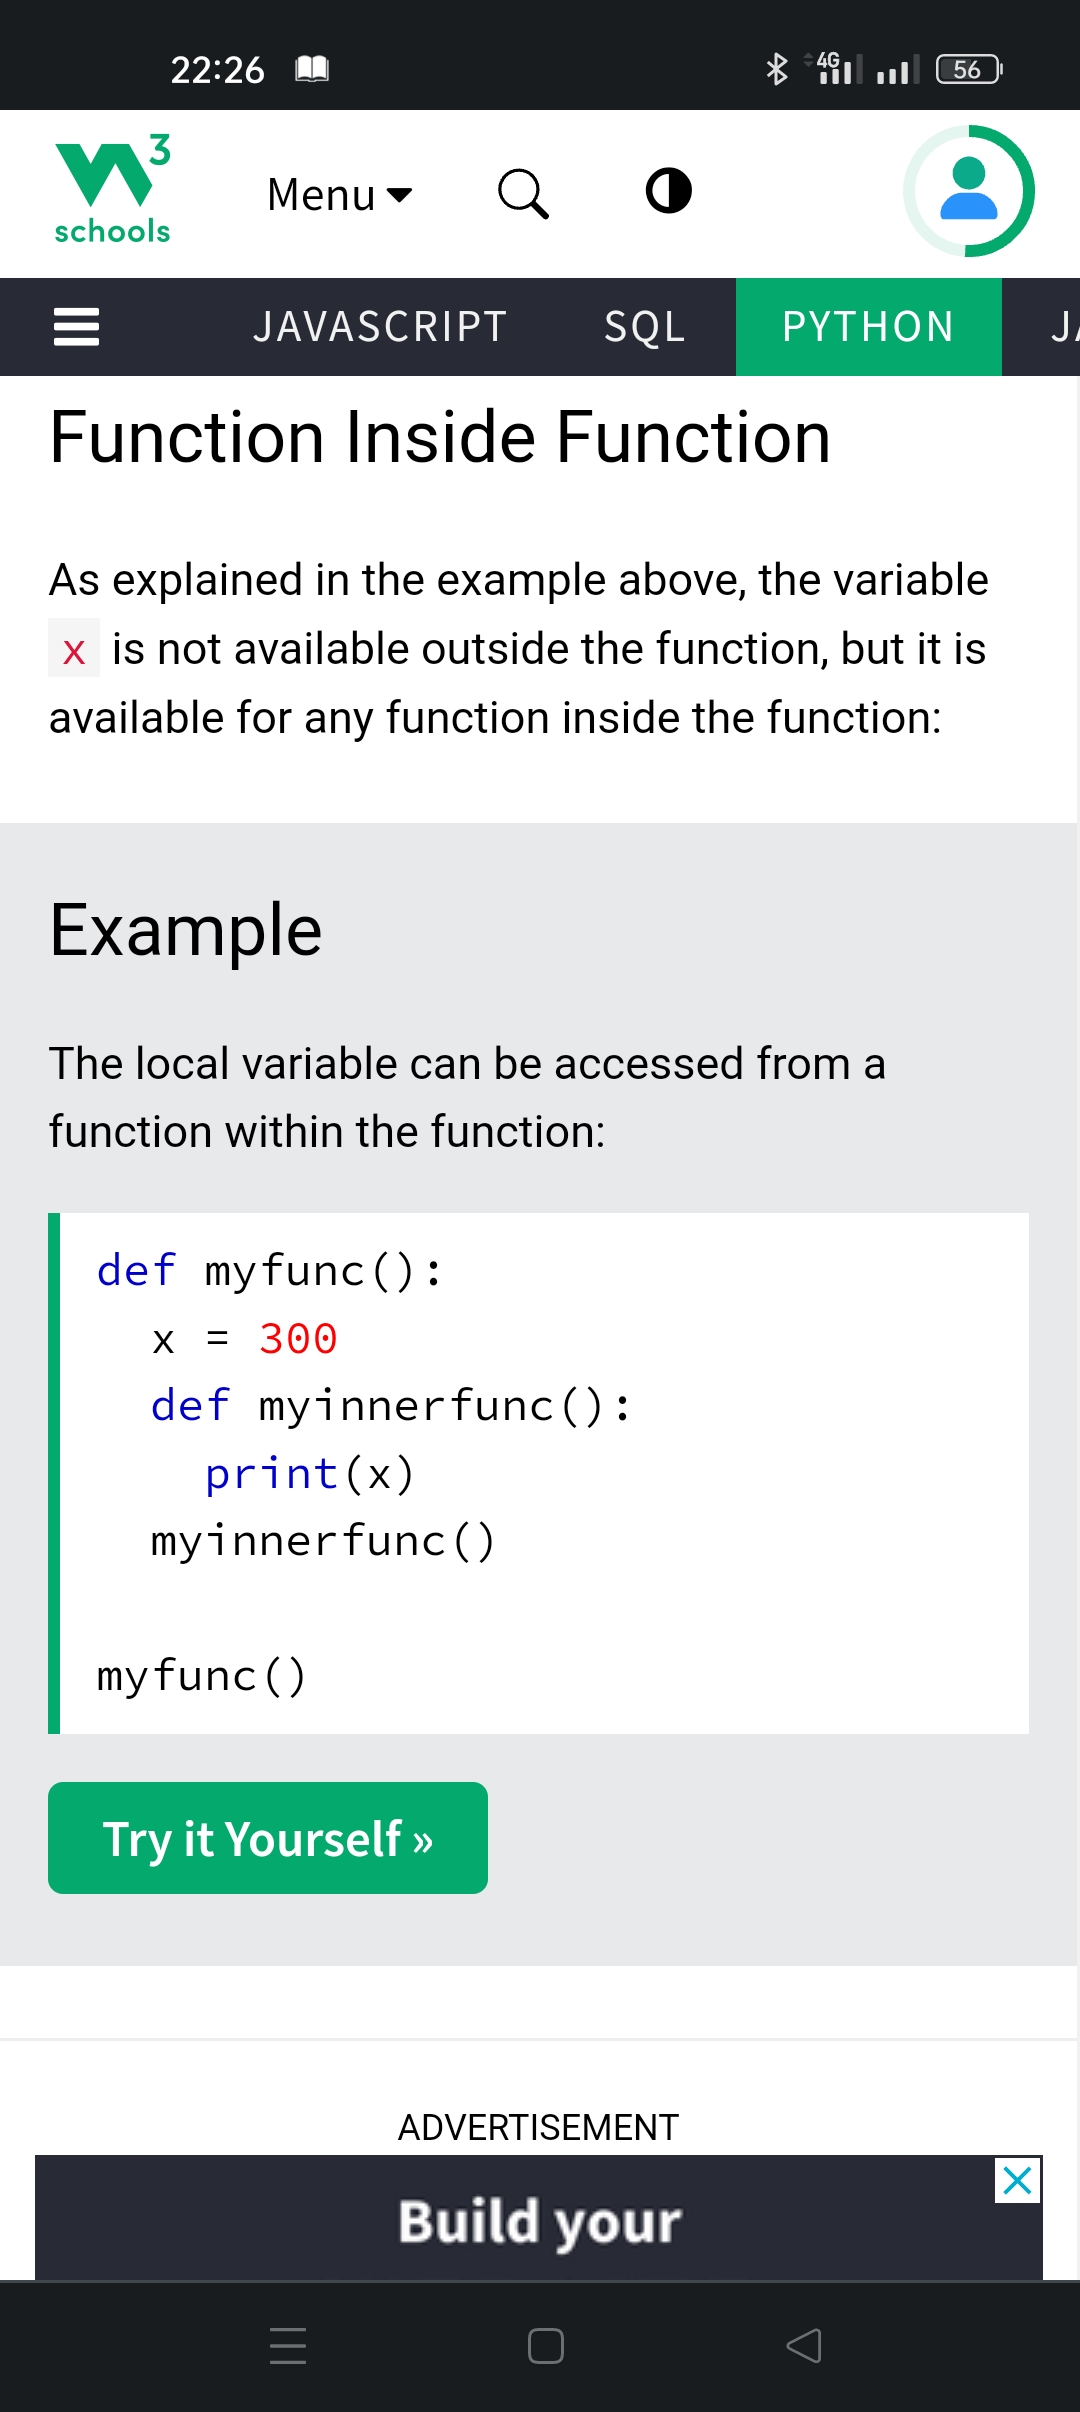 22:26 4G 56
W3 schools Menu
JAVASCRIPT SQL PYTHON JA
Function Inside Function
As explained in the example above, the variable
x is not available outside the function, but it is
available for any function inside the function:
Example
The local variable can be accessed from a
function within the function:
def myfunc():
  x = 300
  def myinnerfunc():
    print(x)
  myinnerfunc()

myfunc()
Try it Yourself »
ADVERTISEMENT
Build your